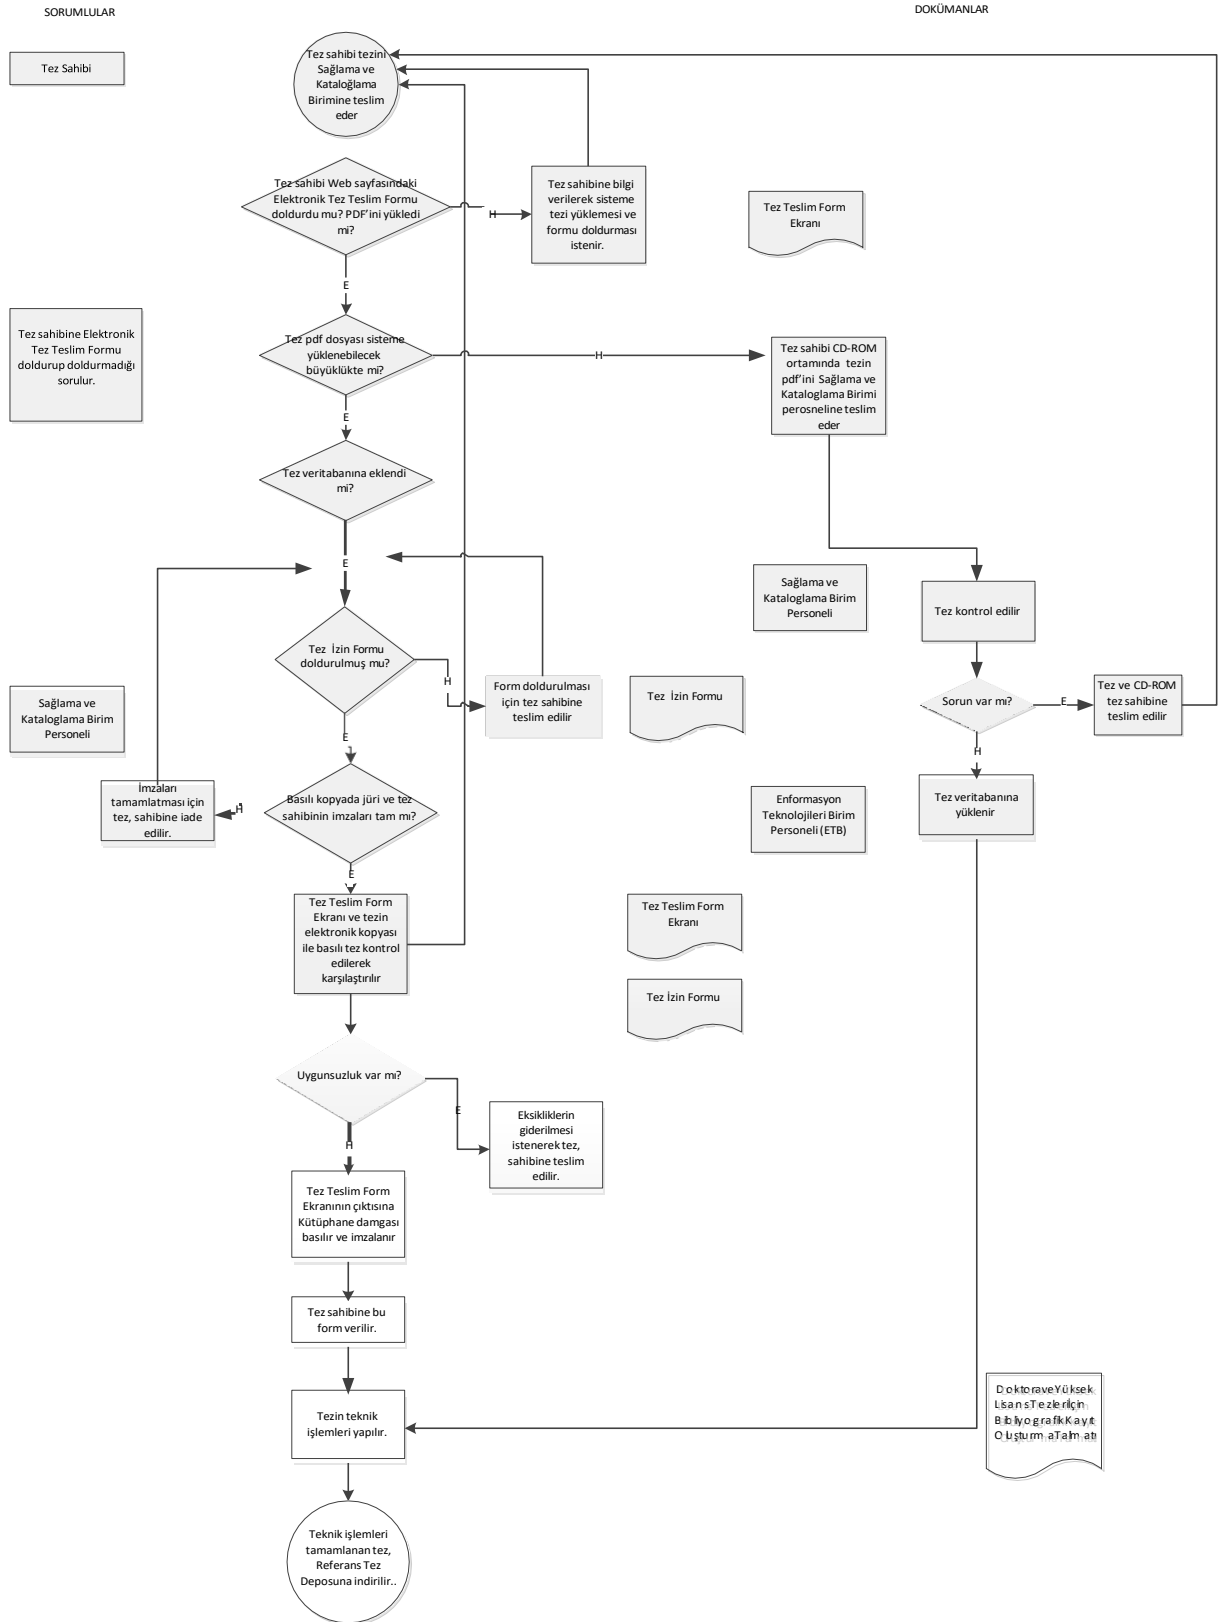 SORUMLULAR
DOKÜMANLAR
Tez Sahibi
Tez sahibi tezini
Sağlama ve
Kataloğlama
Birimine teslim
eder
Tez sahibi Web sayfasındaki
Elektronik Tez Teslim Formu
doldurdu mu? PDF’ini yükledi
mi?
H
Tez sahibine bilgi
verilerek sisteme
tezi yüklemesi ve
formu doldurması
istenir.
Tez Teslim Form
Ekranı
E
Tez sahibine Elektronik
Tez Teslim Formu
doldurup doldurmadığı
sorulur.
Tez pdf dosyası sisteme
yüklenebilecek
büyüklükte mi?
H
Tez sahibi CD-ROM
ortamında tezin
pdf’ini Sağlama ve
Kataloglama Birimi
perosneline teslim
eder
E
Tez veritabanına eklendi
mi?
E
Sağlama ve
Kataloglama Birim
Personeli
Tez kontrol edilir
Tez İzin Formu
doldurulmuş mu?
H
Form doldurulması
için tez sahibine
teslim edilir
Tez İzin Formu
Sorun var mı?
E
Tez ve CD-ROM
tez sahibine
teslim edilir
Sağlama ve
Kataloglama Birim
Personeli
E
H
İmzaları
tamamlatması için
tez, sahibine iade
edilir.
H
Basılı kopyada jüri ve tez
sahibinin imzaları tam mı?
Enformasyon
Teknolojileri Birim
Personeli (ETB)
Tez veritabanına
yüklenir
E
Tez Teslim Form
Ekranı ve tezin
elektronik kopyası
ile basılı tez kontrol
edilerek
karşılaştırılır
Tez Teslim Form
Ekranı
Tez İzin Formu
Uygunsuzluk var mı?
E
Eksikliklerin
giderilmesi
istenerek tez,
sahibine teslim
edilir.
H
Tez Teslim Form
Ekranının çıktısına
Kütüphane damgası
basılır ve imzalanır
Tez sahibine bu
form verilir.
Doktora ve Yüksek
Lisans Tezleri İçin
Bibliyografik Kayıt
Oluşturma Talimatı
Tezin teknik
işlemleri yapılır.
Teknik işlemleri
tamamlanan tez,
Referans Tez
Deposuna indirilir..